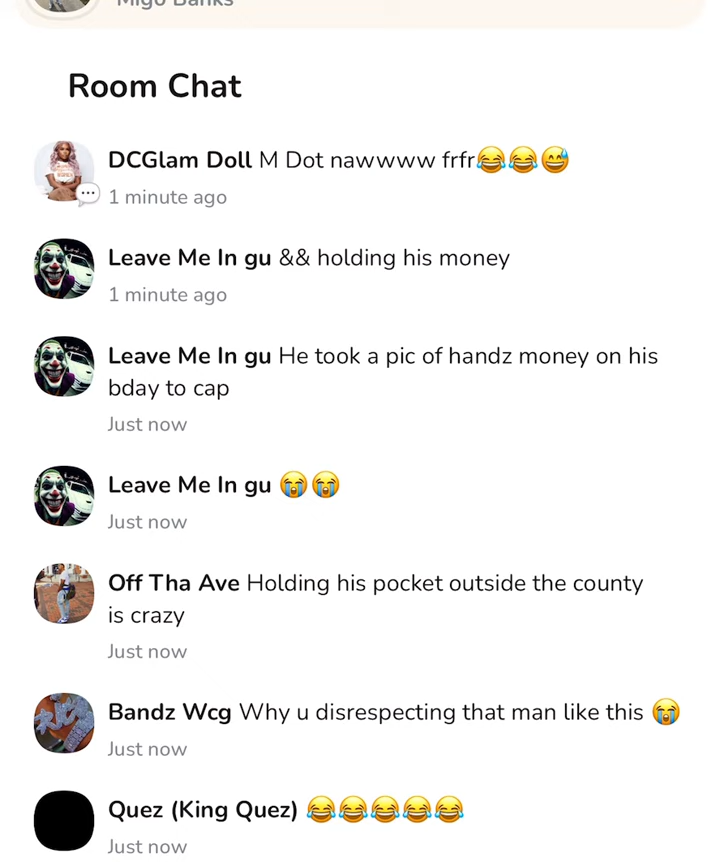 Migo Banks
Room Chat
DCGlam Doll M Dot nawwww frfr😂😂😅
1 minute ago
Leave Me In gu && holding his money
1 minute ago
Leave Me In gu He took a pic of handz money on his
bday to cap
Just now
Leave Me In gu 😭😭
Just now
Off Tha Ave Holding his pocket outside the county
is crazy
Just now
Bandz Wcg Why u disrespecting that man like this 😭
Just now
Quez (King Quez) 😂😂😂😂😂
Just now